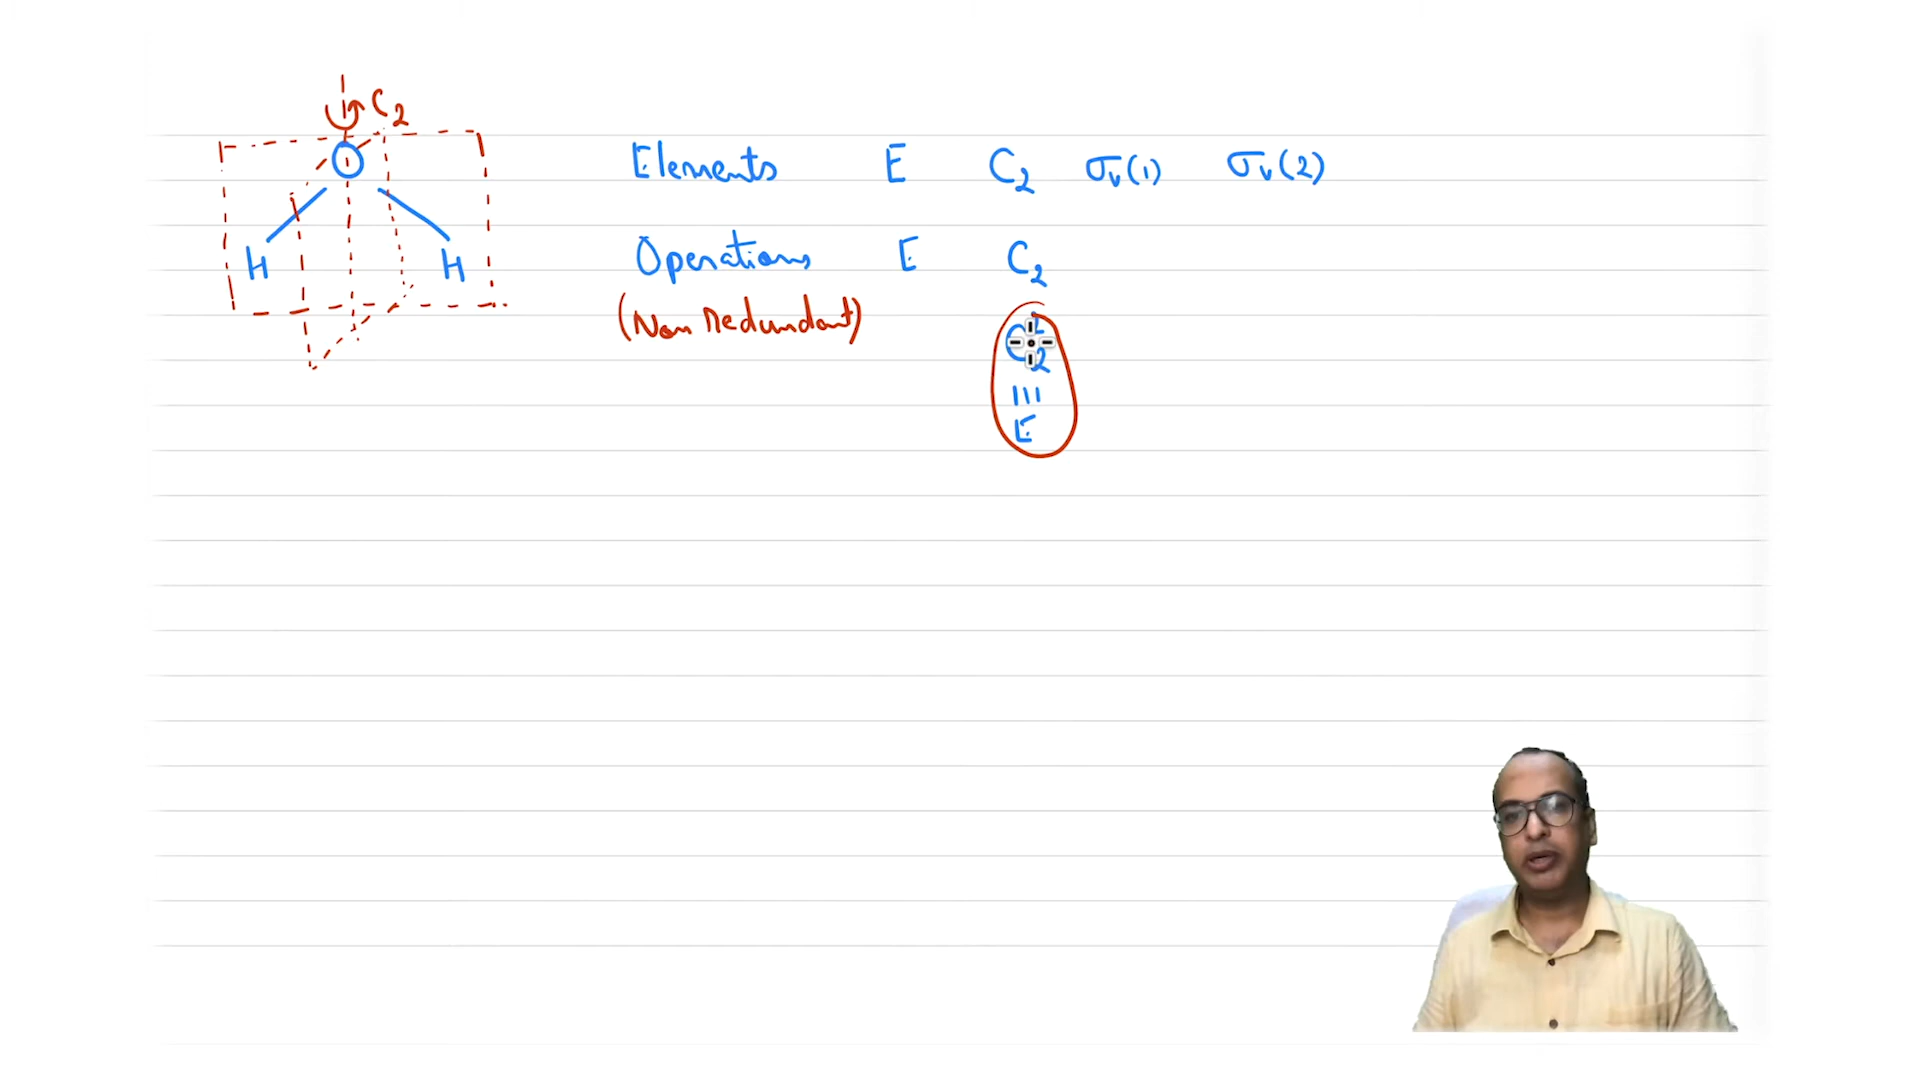 C₂
O
H H
Elements E C₂ σᵥ(1) σᵥ(2)
Operations E C₂
(Non Redundant)
C₂²
≡
E